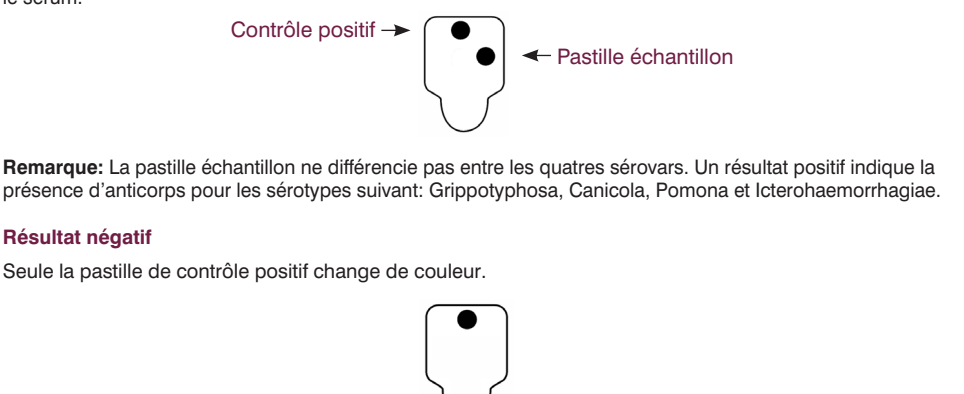 le sérum.
Contrôle positif
Pastille échantillon
Remarque: La pastille échantillon ne différencie pas entre les quatres sérovars. Un résultat positif indique la
présence d’anticorps pour les sérotypes suivant: Grippotyphosa, Canicola, Pomona et Icterohaemorrhagiae.
Résultat négatif
Seule la pastille de contrôle positif change de couleur.